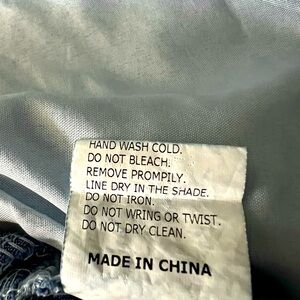 HAND WASH COLD.
DO NOT BLEACH.
REMOVE PROMPILY.
LINE DRY IN THE SHADE.
DO NOT IRON.
DO NOT WRING OR TWIST.
DO NOT DRY CLEAN.
MADE IN CHINA